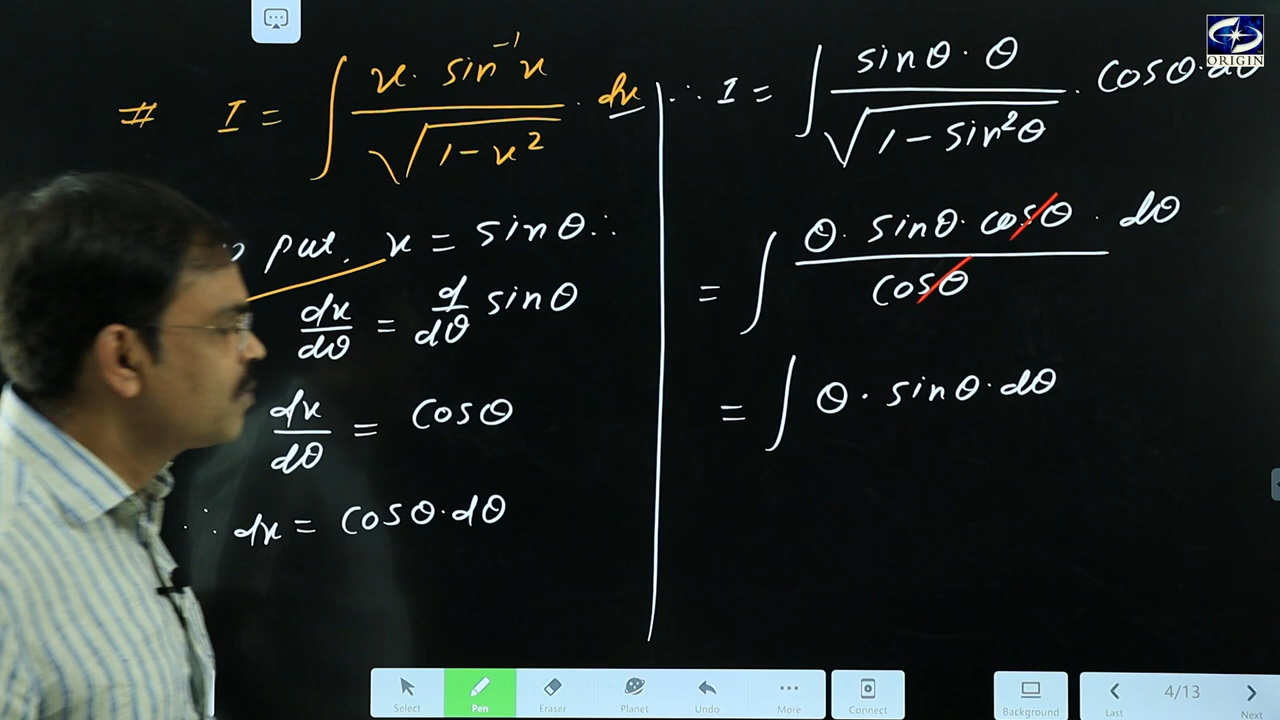 # I = ∫ x · sin⁻¹x / √(1 - x²) · dx
put, x = sinθ ∴
dx/dθ = d/dθ sinθ
dx/dθ = cosθ
∴ dx = cosθ·dθ
∴ I = ∫ sinθ · θ / √(1 - sin²θ) · cosθ·dθ
= ∫ θ · sinθ · cosθ / cosθ · dθ
= ∫ θ · sinθ · dθ
ORIGIN
Select Pen Eraser Planet Undo More Connect Background Last 4/13 Next